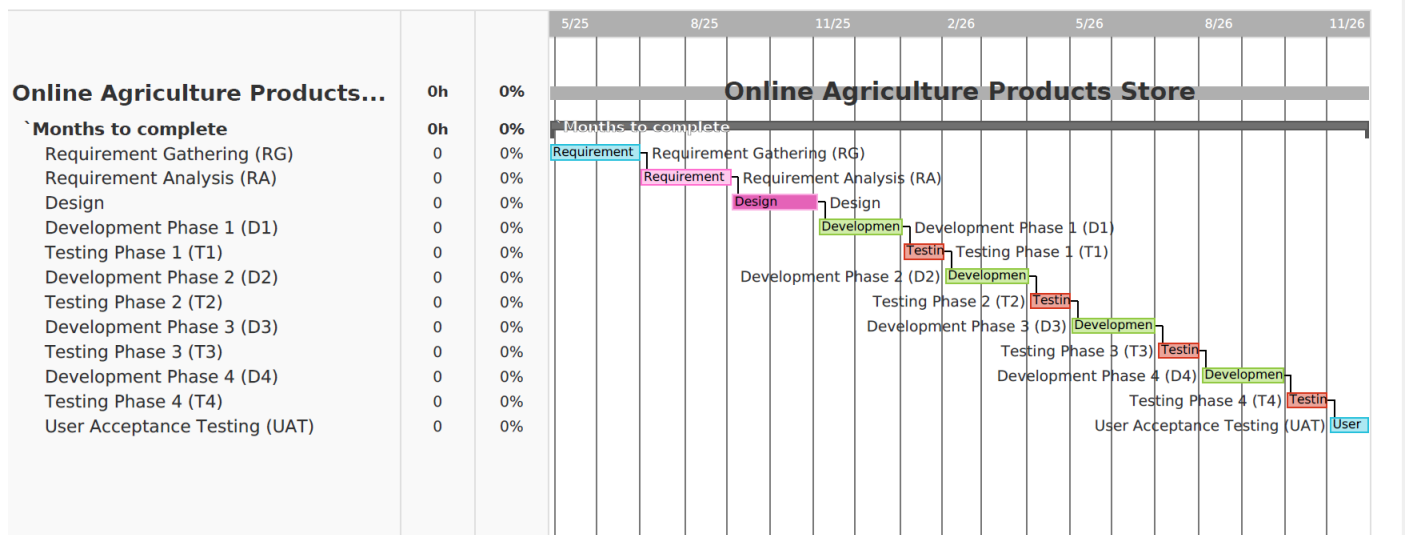 5/25 8/25 11/25 2/26 5/26 8/26 11/26
Online Agriculture Products... 0h 0% Online Agriculture Products Store
`Months to complete 0h 0% `Months to complete
Requirement Gathering (RG) 0 0% Requirement Requirement Gathering (RG)
Requirement Analysis (RA) 0 0% Requirement Requirement Analysis (RA)
Design 0 0% Design Design
Development Phase 1 (D1) 0 0% Developmen Development Phase 1 (D1)
Testing Phase 1 (T1) 0 0% Testin Testing Phase 1 (T1)
Development Phase 2 (D2) 0 0% Development Phase 2 (D2) Developmen
Testing Phase 2 (T2) 0 0% Testing Phase 2 (T2) Testin
Development Phase 3 (D3) 0 0% Development Phase 3 (D3) Developmen
Testing Phase 3 (T3) 0 0% Testing Phase 3 (T3) Testin
Development Phase 4 (D4) 0 0% Development Phase 4 (D4) Developmen
Testing Phase 4 (T4) 0 0% Testing Phase 4 (T4) Testin
User Acceptance Testing (UAT) 0 0% User Acceptance Testing (UAT) User